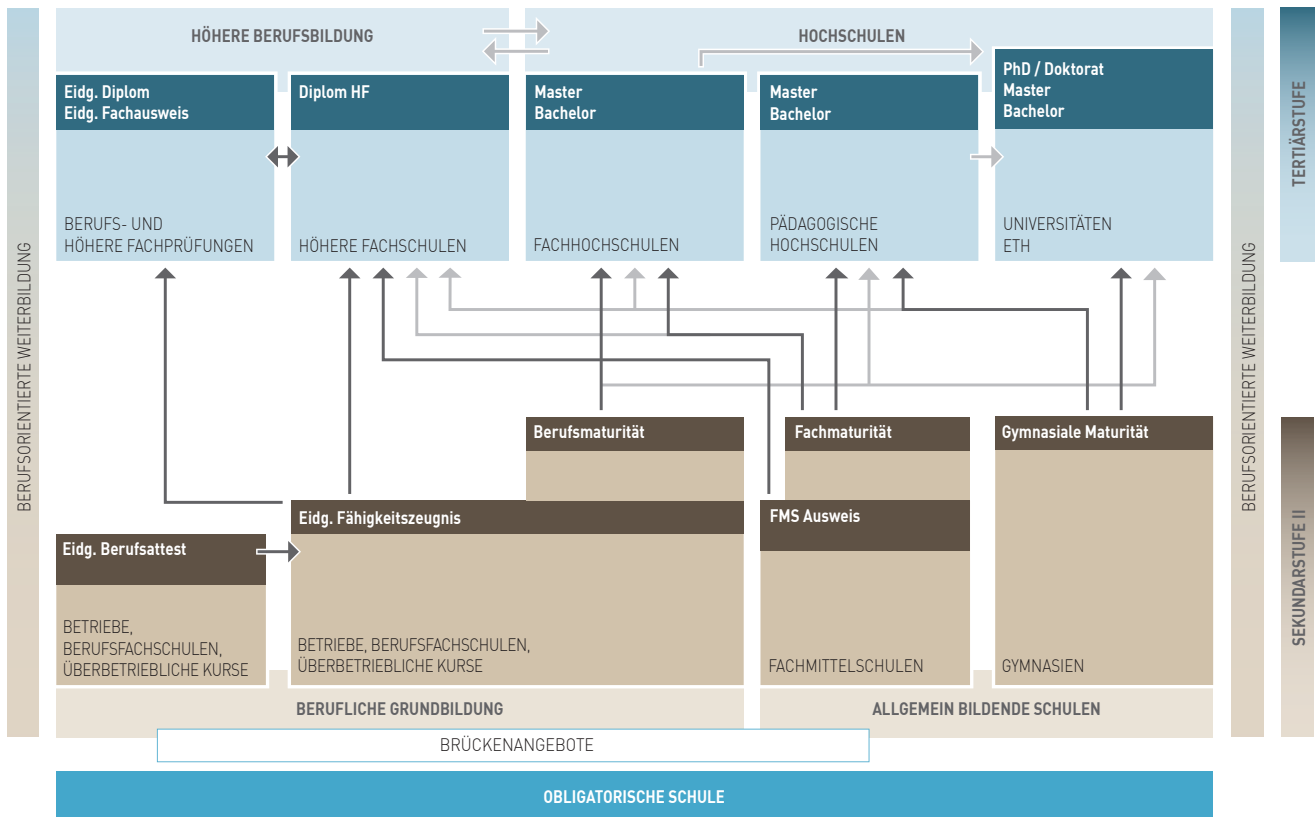 HÖHERE BERUFSBILDUNG
HOCHSCHULEN
Eidg. Diplom
Eidg. Fachausweis
BERUFS- UND
HÖHERE FACHPRÜFUNGEN
Diplom HF
HÖHERE FACHSCHULEN
Master
Bachelor
FACHHOCHSCHULEN
Master
Bachelor
PÄDAGOGISCHE
HOCHSCHULEN
PhD / Doktorat
Master
Bachelor
UNIVERSITÄTEN
ETH
BERUFSORIENTIERTE WEITERBILDUNG
BERUFSORIENTIERTE WEITERBILDUNG
TERTIÄRSTUFE
SEKUNDARSTUFE II
Berufsmaturität
Fachmaturität
Gymnasiale Maturität
Eidg. Fähigkeitszeugnis
FMS Ausweis
Eidg. Berufsattest
BETRIEBE,
BERUFSFACHSCHULEN,
ÜBERBETRIEBLICHE KURSE
BETRIEBE, BERUFSFACHSCHULEN,
ÜBERBETRIEBLICHE KURSE
FACHMITTELSCHULEN
GYMNASIEN
BERUFLICHE GRUNDBILDUNG
ALLGEMEIN BILDENDE SCHULEN
BRÜCKENANGEBOTE
OBLIGATORISCHE SCHULE